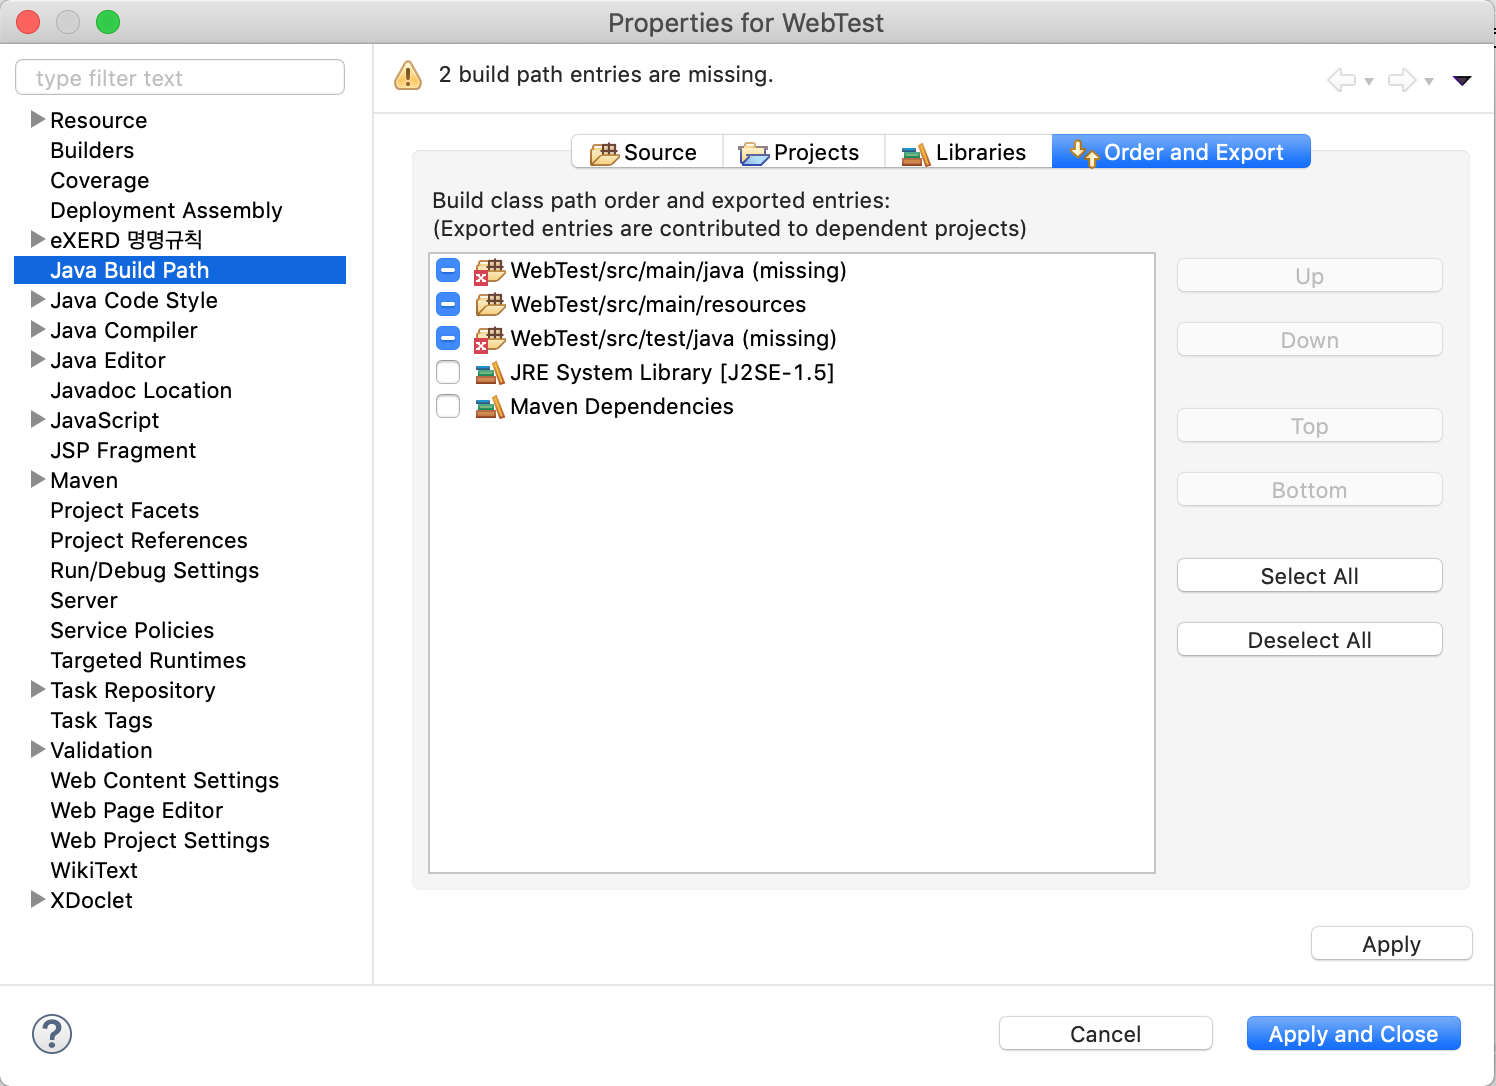 Properties for WebTest
type filter text
Resource
Builders
Coverage
Deployment Assembly
eXERD 명명규칙
Java Build Path
Java Code Style
Java Compiler
Java Editor
Javadoc Location
JavaScript
JSP Fragment
Maven
Project Facets
Project References
Run/Debug Settings
Server
Service Policies
Targeted Runtimes
Task Repository
Task Tags
Validation
Web Content Settings
Web Page Editor
Web Project Settings
WikiText
XDoclet
2 build path entries are missing.
Source Projects Libraries Order and Export
Build class path order and exported entries:
(Exported entries are contributed to dependent projects)
WebTest/src/main/java (missing)
WebTest/src/main/resources
WebTest/src/test/java (missing)
JRE System Library [J2SE-1.5]
Maven Dependencies
Up
Down
Top
Bottom
Select All
Deselect All
Apply
?
Cancel Apply and Close